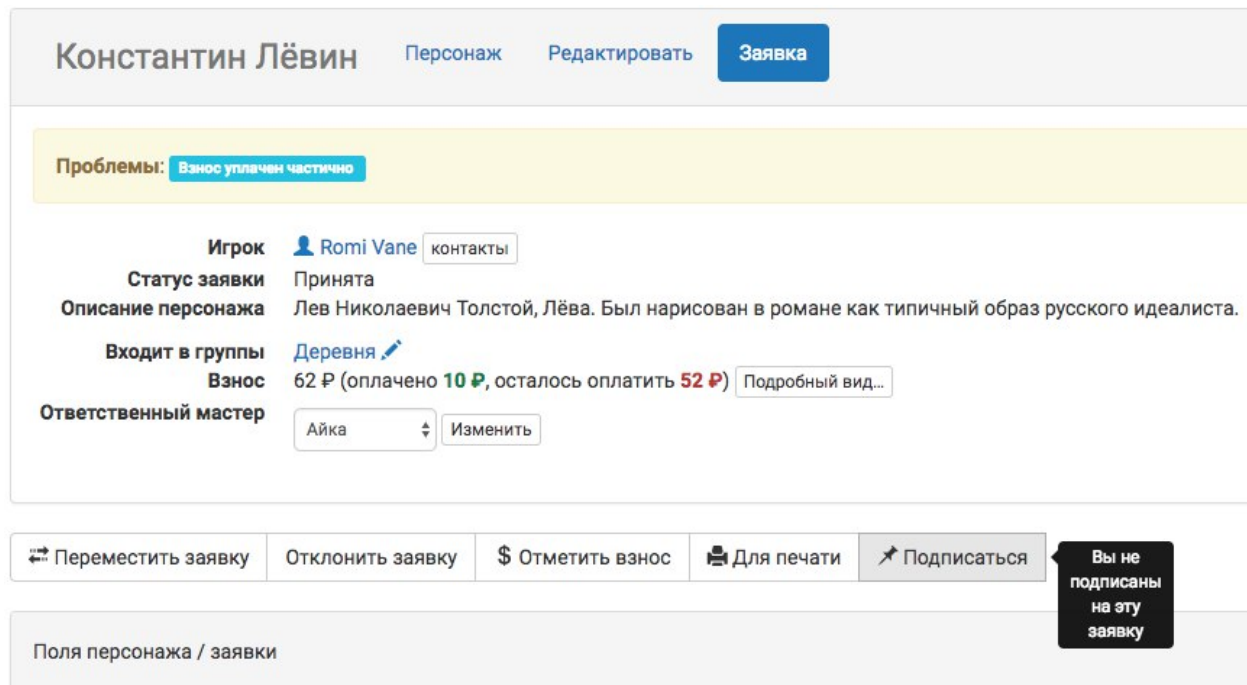 Константин Лёвин Персонаж Редактировать Заявка
Проблемы: Взнос уплачен частично
Игрок Romi Vane контакты
Статус заявки Принята
Описание персонажа Лев Николаевич Толстой, Лёва. Был нарисован в романе как типичный образ русского идеалиста.
Входит в группы Деревня
Взнос 62 ₽ (оплачено 10 ₽, осталось оплатить 52 ₽) Подробный вид...
Ответственный мастер Айка Изменить
Переместить заявку Отклонить заявку $ Отметить взнос Для печати Подписаться
Вы не
подписаны
на эту
заявку
Поля персонажа / заявки